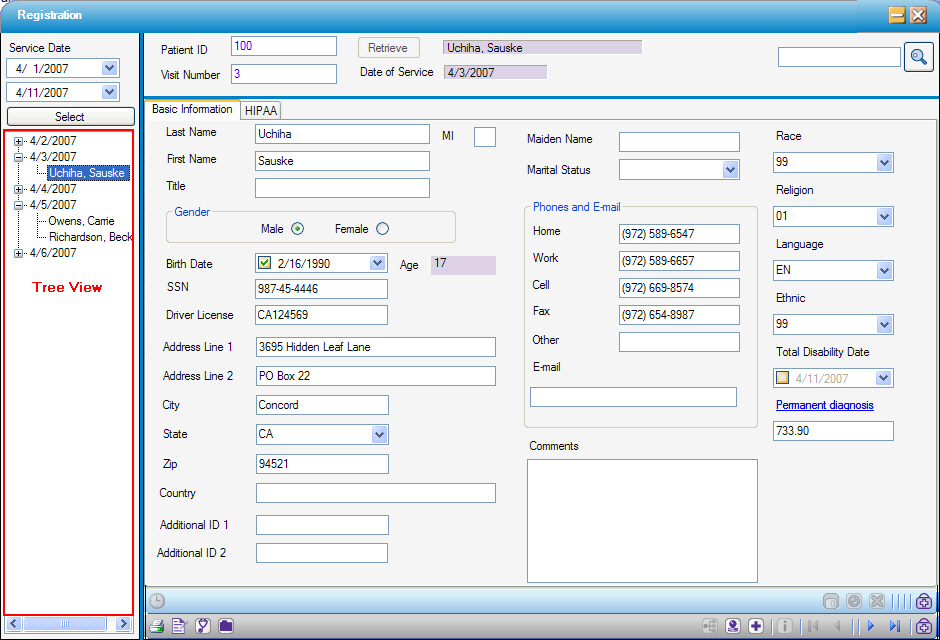 Registration
Service Date
4/ 1/2007
4/11/2007
Select
4/2/2007
4/3/2007
Uchiha, Sauske
4/4/2007
4/5/2007
Owens, Carrie
Richardson, Beck
4/6/2007
Tree View
Patient ID 100 Retrieve Uchiha, Sauske
Visit Number 3 Date of Service 4/3/2007
Basic Information HIPAA
Last Name Uchiha MI
First Name Sauske
Title
Gender
Male Female
Birth Date 2/16/1990 Age 17
SSN 987-45-4446
Driver License CA124569
Address Line 1 3695 Hidden Leaf Lane
Address Line 2 PO Box 22
City Concord
State CA
Zip 94521
Country
Additional ID 1
Additional ID 2
Maiden Name
Marital Status
Phones and E-mail
Home (972) 589-6547
Work (972) 589-6657
Cell (972) 669-8574
Fax (972) 654-8987
Other
E-mail
Comments
Race
99
Religion
01
Language
EN
Ethnic
99
Total Disability Date
4/11/2007
Permanent diagnosis
733.90